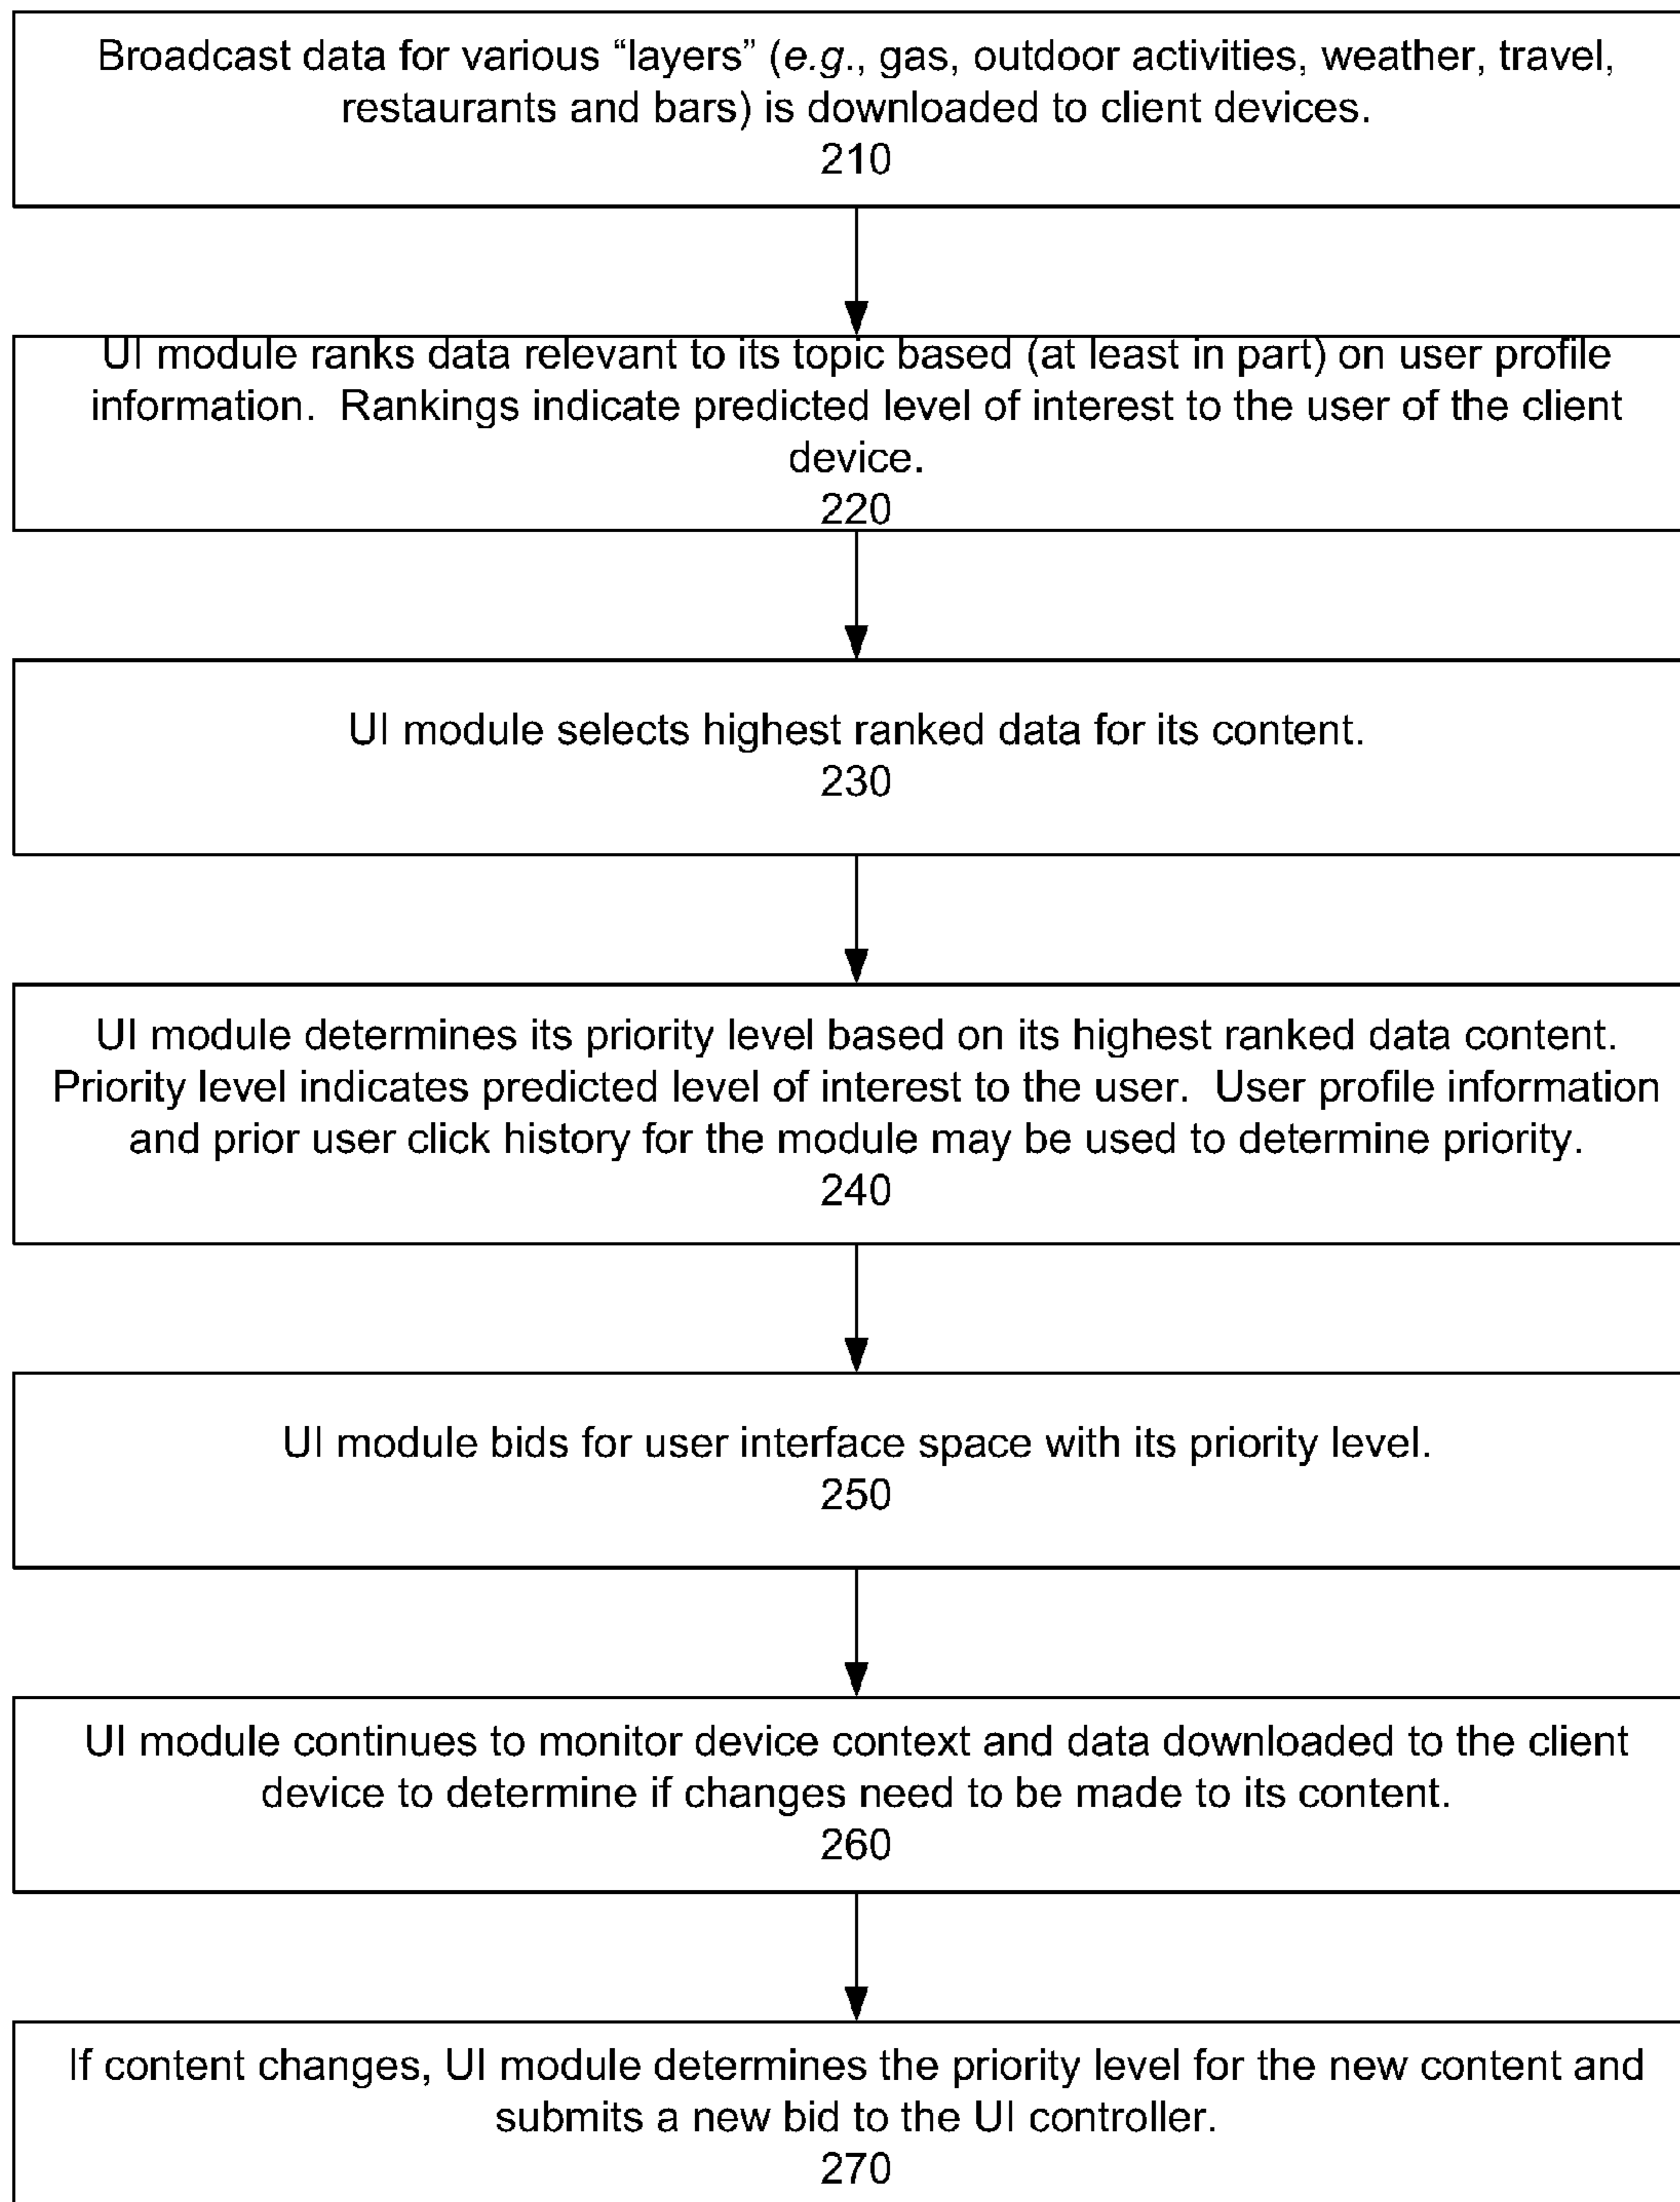 Broadcast data for various “layers” (e.g., gas, outdoor activities, weather, travel,
restaurants and bars) is downloaded to client devices.
210
UI module ranks data relevant to its topic based (at least in part) on user profile
information.  Rankings indicate predicted level of interest to the user of the client
device.
220
UI module selects highest ranked data for its content.
230
UI module determines its priority level based on its highest ranked data content.
Priority level indicates predicted level of interest to the user.  User profile information
and prior user click history for the module may be used to determine priority.
240
UI module bids for user interface space with its priority level.
250
UI module continues to monitor device context and data downloaded to the client
device to determine if changes need to be made to its content.
260
If content changes, UI module determines the priority level for the new content and
submits a new bid to the UI controller.
270